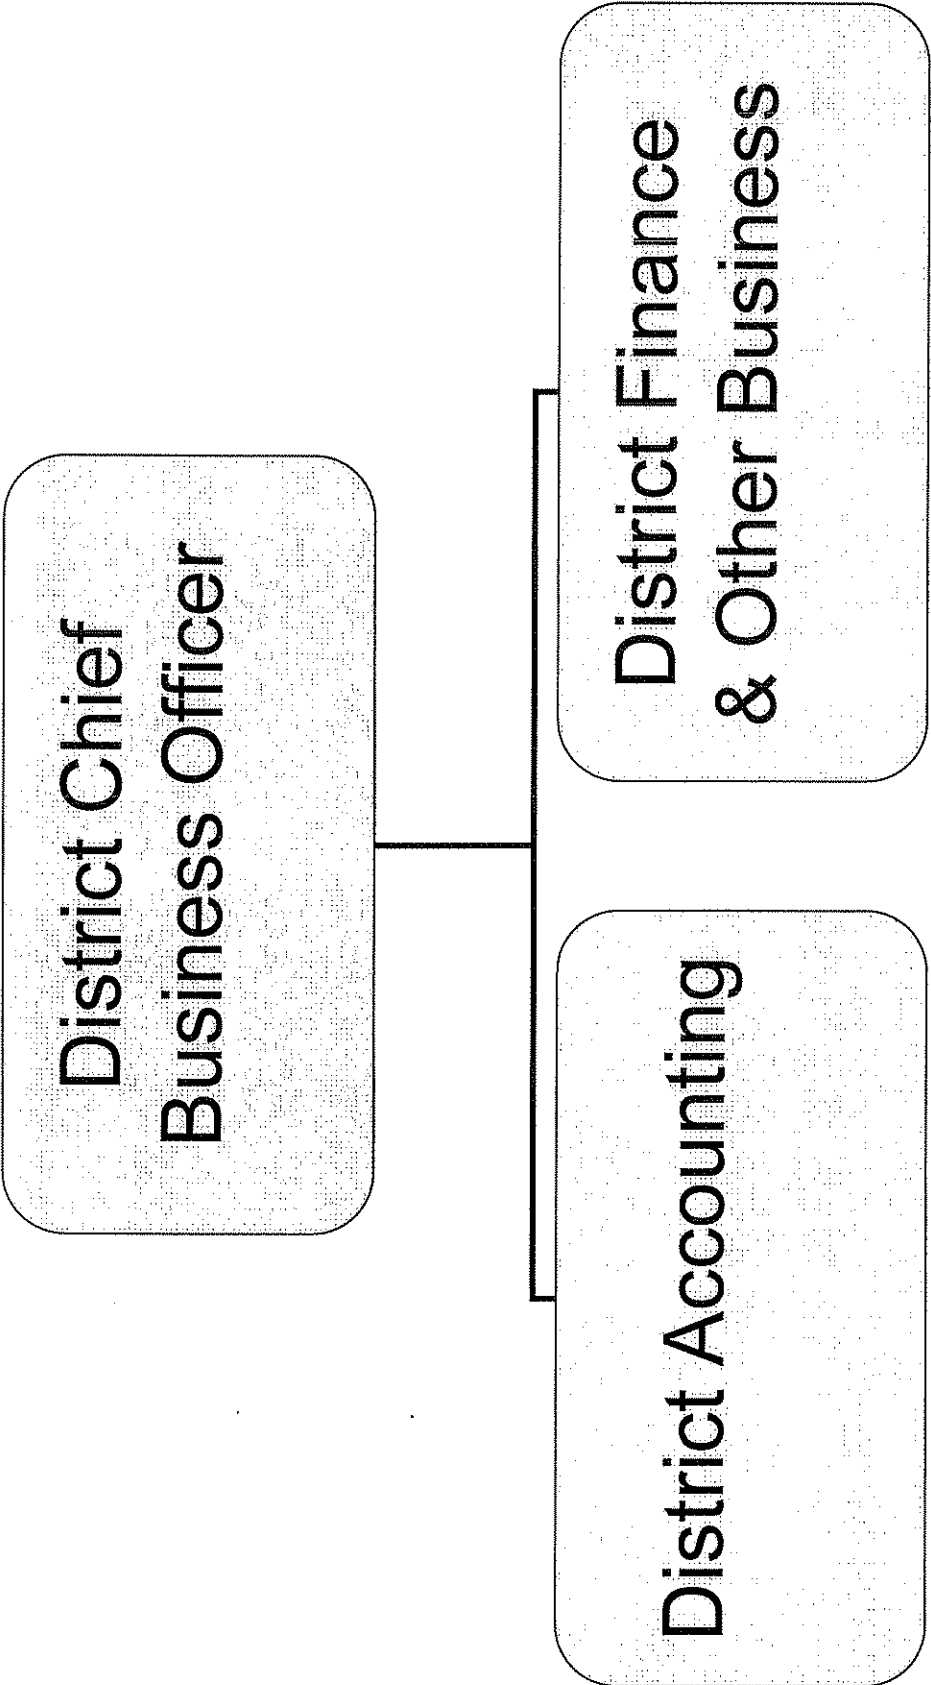 District Chief
Business Officer
District Accounting
District Finance
& Other Business